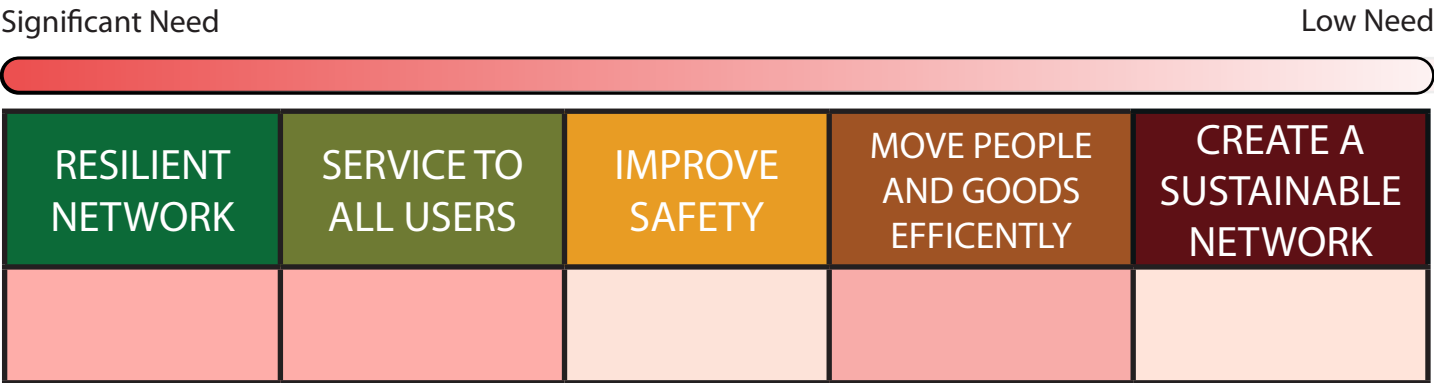 Significant Need
Low Need
RESILIENT
NETWORK
SERVICE TO
ALL USERS
IMPROVE
SAFETY
MOVE PEOPLE
AND GOODS
EFFICENTLY
CREATE A
SUSTAINABLE
NETWORK